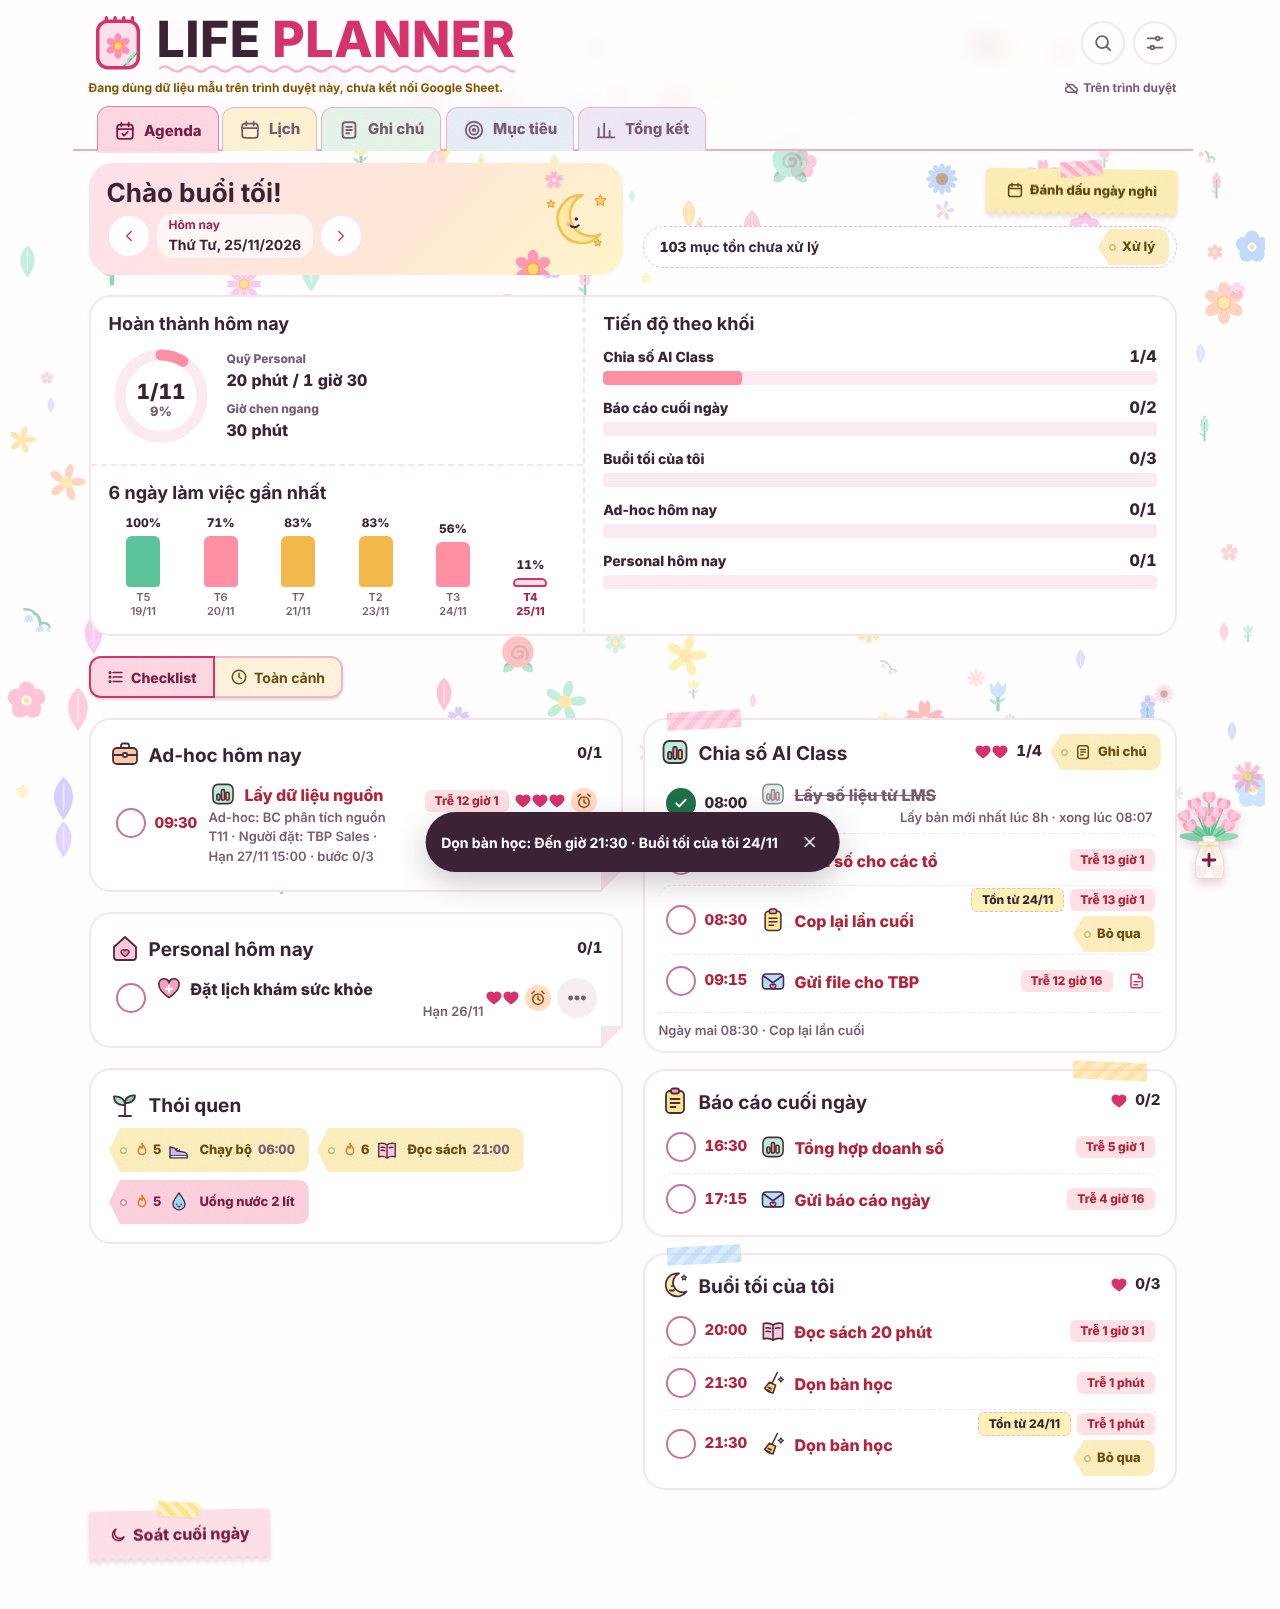 LIFE PLANNER
Đang dùng dữ liệu mẫu trên trình duyệt này, chưa kết nối Google Sheet.
Trên trình duyệt
Agenda
Lịch
Ghi chú
Mục tiêu
Tổng kết
Chào buổi tối!
Hôm nay
Thứ Tư, 25/11/2026
Đánh dấu ngày nghỉ
103 mục tồn chưa xử lý
Xử lý
Hoàn thành hôm nay
1/11
9%
Quỹ Personal
20 phút / 1 giờ 30
Giờ chen ngang
30 phút
6 ngày làm việc gần nhất
100%
71%
83%
83%
56%
11%
T5
19/11
T6
20/11
T7
21/11
T2
23/11
T3
24/11
T4
25/11
Tiến độ theo khối
Chia số AI Class 1/4
Báo cáo cuối ngày 0/2
Buổi tối của tôi 0/3
Ad-hoc hôm nay 0/1
Personal hôm nay 0/1
Checklist
Toàn cảnh
Ad-hoc hôm nay 0/1
09:30
Lấy dữ liệu nguồn
Trễ 12 giờ 1
Ad-hoc: BC phân tích nguồn
T11 · Người đặt: TBP Sales ·
Hạn 27/11 15:00 · bước 0/3
Personal hôm nay 0/1
Đặt lịch khám sức khỏe
Hạn 26/11
Thói quen
5 Chạy bộ 06:00
6 Đọc sách 21:00
5 Uống nước 2 lít
Chia số AI Class 1/4 Ghi chú
08:00 Lấy số liệu từ LMS
Lấy bản mới nhất lúc 8h · xong lúc 08:07
số cho các tổ Trễ 13 giờ 1
Tồn từ 24/11 Trễ 13 giờ 1
08:30 Cop lại lần cuối
Bỏ qua
09:15 Gửi file cho TBP Trễ 12 giờ 16
Ngày mai 08:30 · Cop lại lần cuối
Dọn bàn học: Đến giờ 21:30 · Buổi tối của tôi 24/11
Báo cáo cuối ngày 0/2
16:30 Tổng hợp doanh số Trễ 5 giờ 1
17:15 Gửi báo cáo ngày Trễ 4 giờ 16
Buổi tối của tôi 0/3
20:00 Đọc sách 20 phút Trễ 1 giờ 31
21:30 Dọn bàn học Trễ 1 phút
Tồn từ 24/11 Trễ 1 phút
21:30 Dọn bàn học
Bỏ qua
Soát cuối ngày